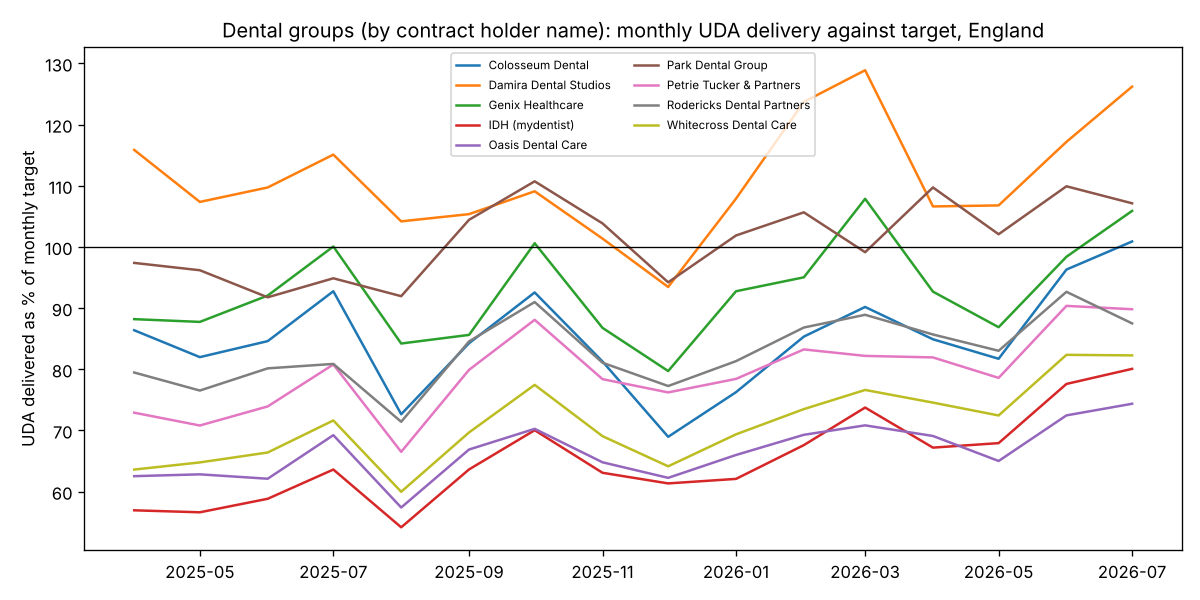 Dental groups (by contract holder name): monthly UDA delivery against target, England
UDA delivered as % of monthly target
130
120
110
100
90
80
70
60
Colosseum Dental
Damira Dental Studios
Genix Healthcare
IDH (mydentist)
Oasis Dental Care
Park Dental Group
Petrie Tucker & Partners
Rodericks Dental Partners
Whitecross Dental Care
2025-05 2025-07 2025-09 2025-11 2026-01 2026-03 2026-05 2026-07